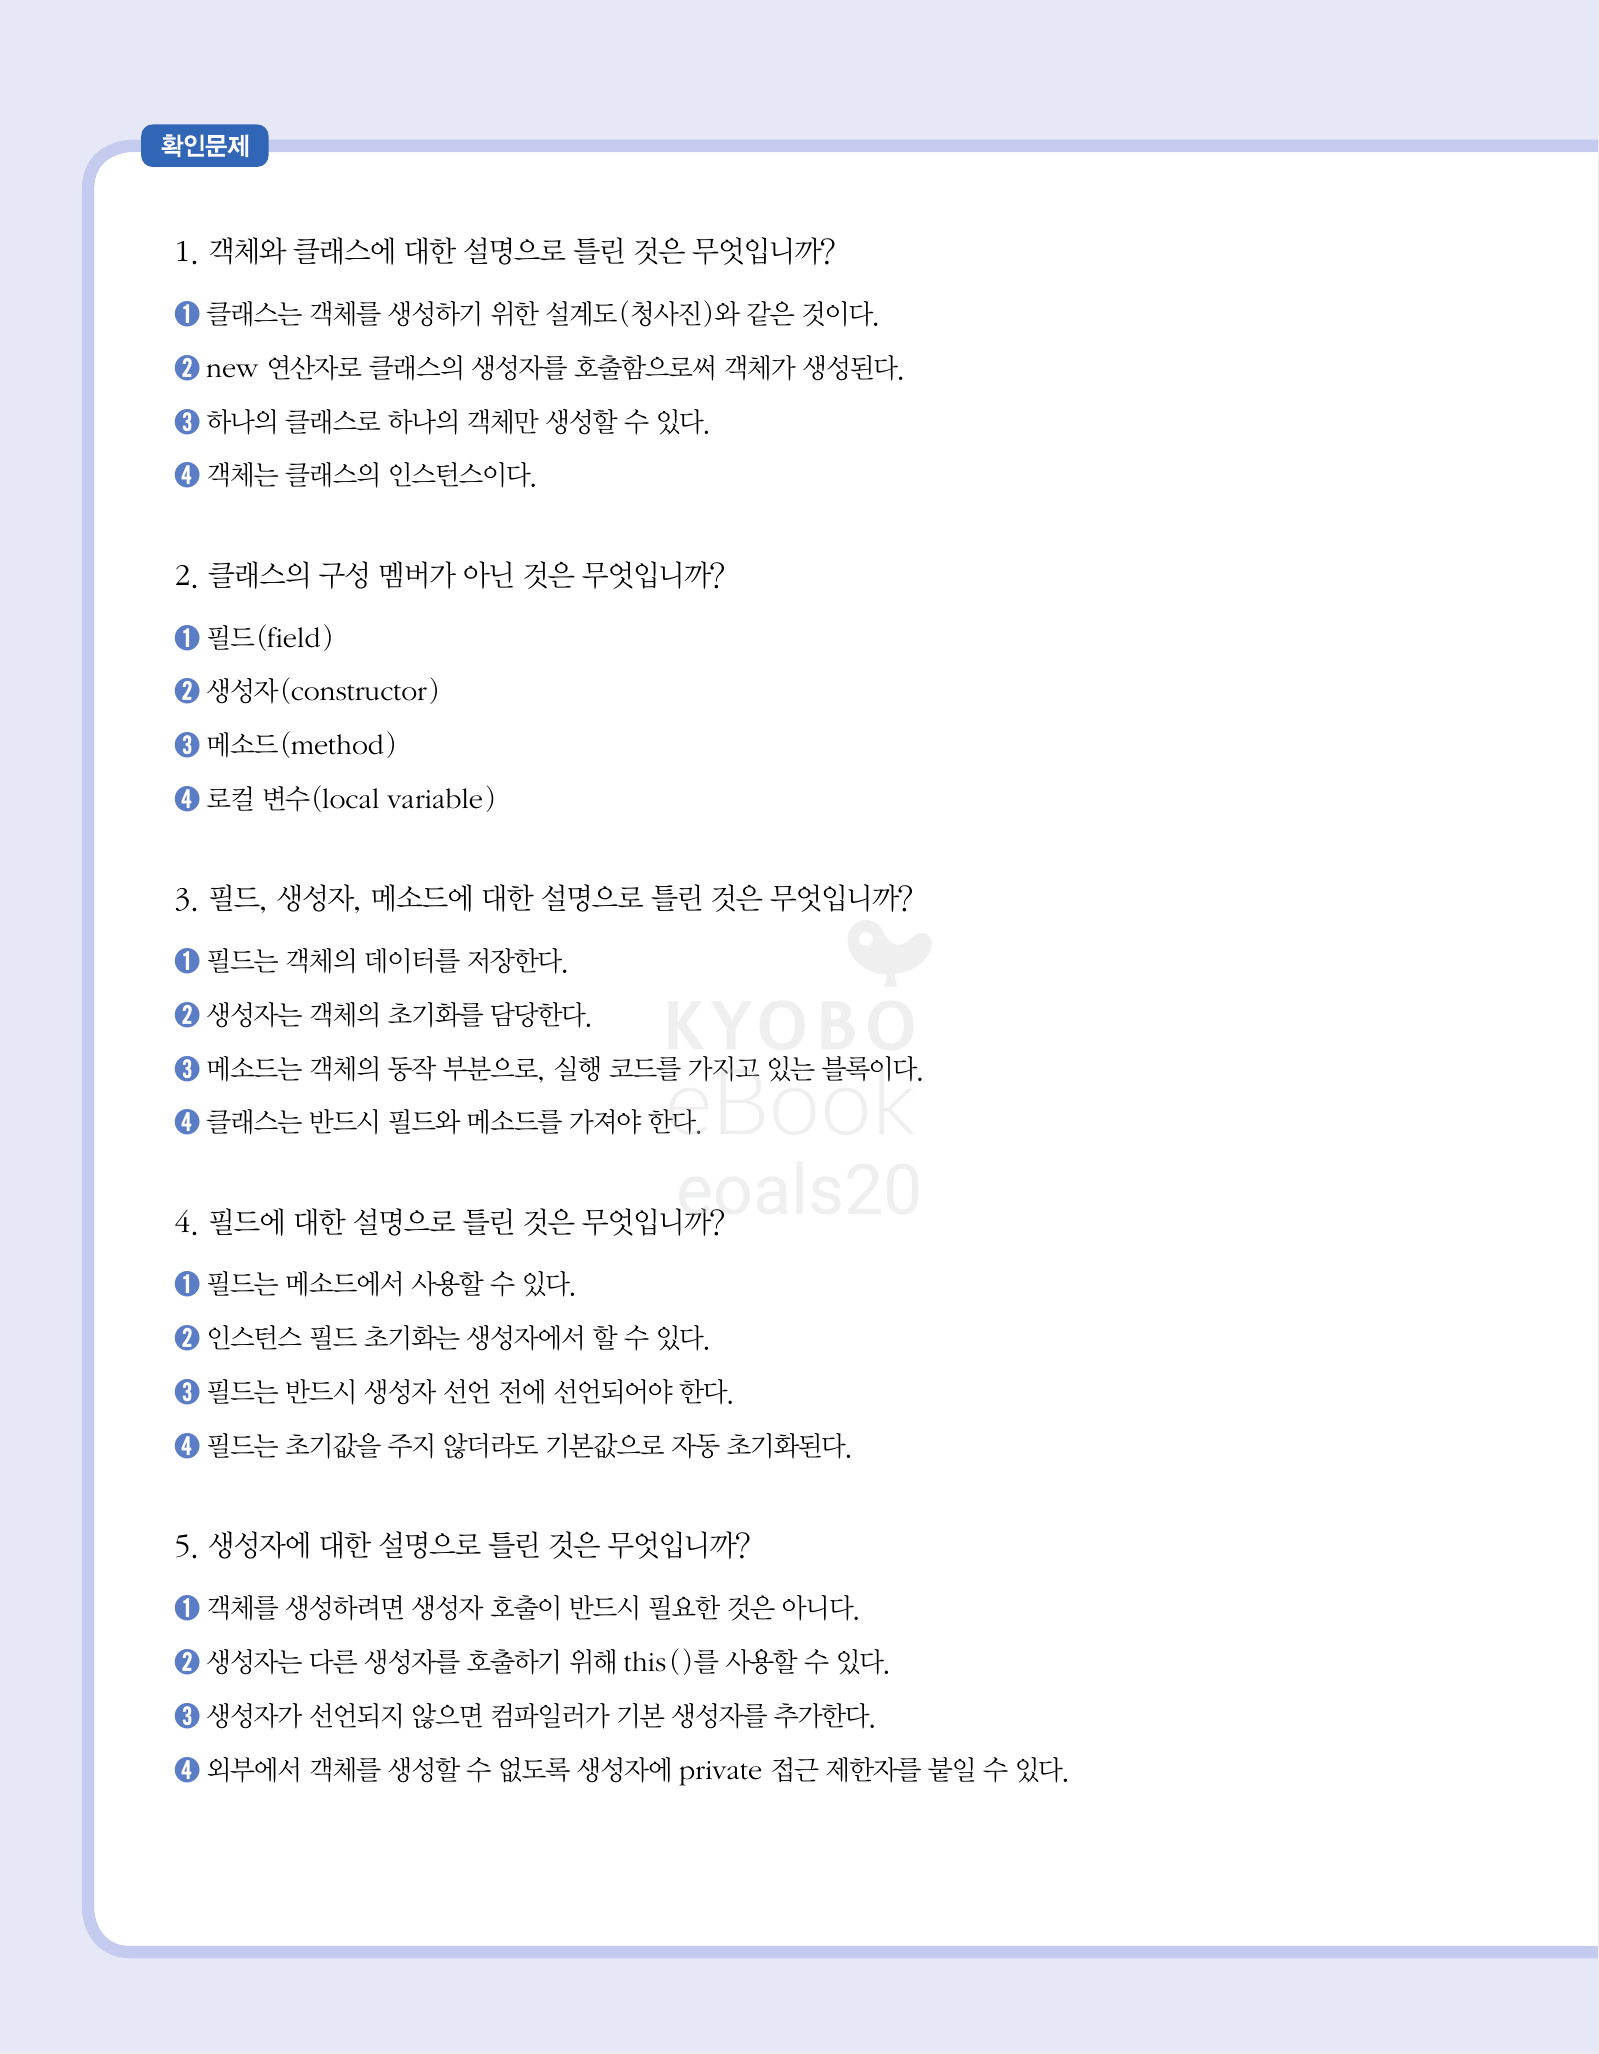 확인문제
1. 객체와 클래스에 대한 설명으로 틀린 것은 무엇입니까?
❶ 클래스는 객체를 생성하기 위한 설계도(청사진)와 같은 것이다.
❷ new 연산자로 클래스의 생성자를 호출함으로써 객체가 생성된다.
❸ 하나의 클래스로 하나의 객체만 생성할 수 있다.
❹ 객체는 클래스의 인스턴스이다.
2. 클래스의 구성 멤버가 아닌 것은 무엇입니까?
❶ 필드(field)
❷ 생성자(constructor)
❸ 메소드(method)
❹ 로컬 변수(local variable)
3. 필드, 생성자, 메소드에 대한 설명으로 틀린 것은 무엇입니까?
❶ 필드는 객체의 데이터를 저장한다.
❷ 생성자는 객체의 초기화를 담당한다.
KYOBO
❸ 메소드는 객체의 동작 부분으로, 실행 코드를 가지고 있는 블록이다.
eBook
❹ 클래스는 반드시 필드와 메소드를 가져야 한다.
eoals20
4. 필드에 대한 설명으로 틀린 것은 무엇입니까?
❶ 필드는 메소드에서 사용할 수 있다.
❷ 인스턴스 필드 초기화는 생성자에서 할 수 있다.
❸ 필드는 반드시 생성자 선언 전에 선언되어야 한다.
❹ 필드는 초기값을 주지 않더라도 기본값으로 자동 초기화된다.
5. 생성자에 대한 설명으로 틀린 것은 무엇입니까?
❶ 객체를 생성하려면 생성자 호출이 반드시 필요한 것은 아니다.
❷ 생성자는 다른 생성자를 호출하기 위해 this()를 사용할 수 있다.
❸ 생성자가 선언되지 않으면 컴파일러가 기본 생성자를 추가한다.
❹ 외부에서 객체를 생성할 수 없도록 생성자에 private 접근 제한자를 붙일 수 있다.